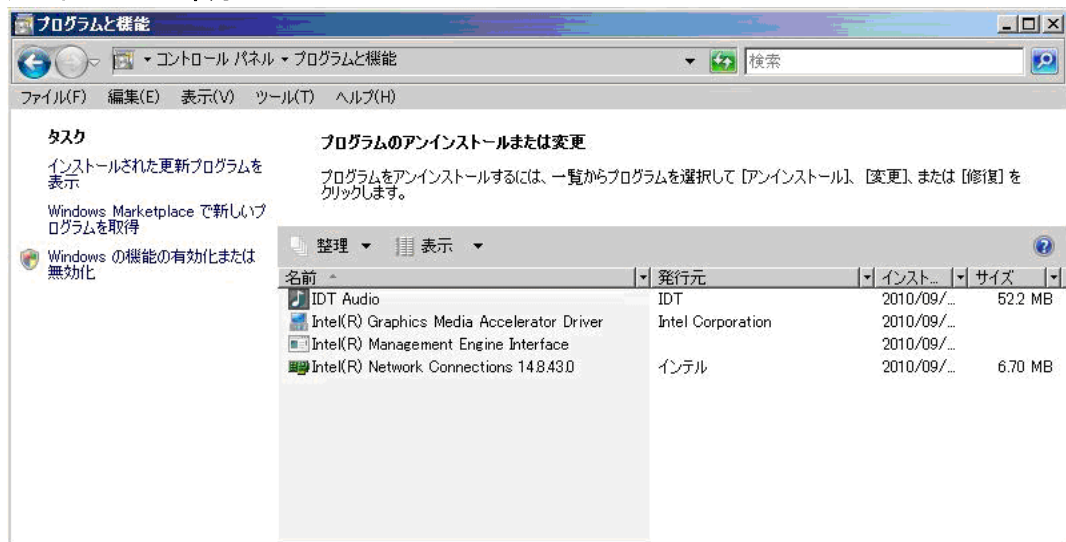 プログラムと機能
コントロール パネル ▾ プログラムと機能
検索
ファイル(F) 編集(E) 表示(V) ツール(T) ヘルプ(H)
タスク
インストールされた更新プログラムを
表示
Windows Marketplace で新しいプ
ログラムを取得
Windows の機能の有効化または
無効化
プログラムのアンインストールまたは変更
プログラムをアンインストールするには、一覧からプログラムを選択して [アンインストール]、[変更]、または [修復] を
クリックします。
整理 ▼ 表示 ▼
名前 発行元 インスト... サイズ
IDT Audio IDT 2010/09/... 52.2 MB
Intel(R) Graphics Media Accelerator Driver Intel Corporation 2010/09/...
Intel(R) Management Engine Interface 2010/09/...
Intel(R) Network Connections 14.8.43.0 インテル 2010/09/... 6.70 MB